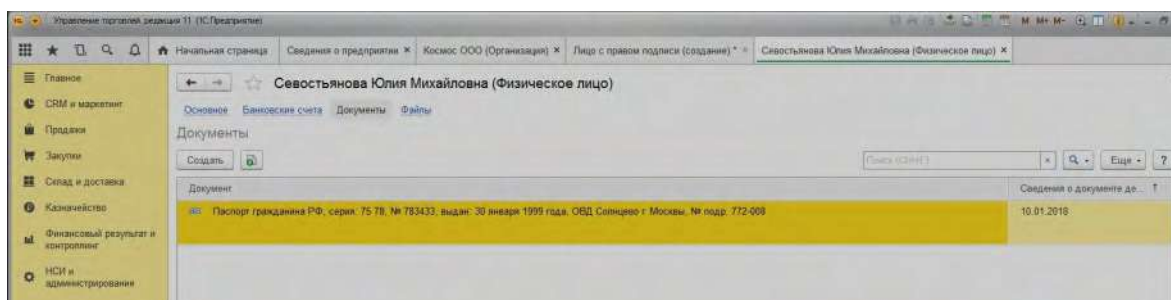 Управление торговлей, редакция 11 (1С:Предприятие)
M M+ M-
Начальная страница Сведения о предприятии × Космос ООО (Организация) × Лицо с правом подписи (создание) * × Севостьянова Юлия Михайловна (Физическое лицо) ×
Главное
CRM и маркетинг
Продажи
Закупки
Склад и доставка
Казначейство
Финансовый результат и
контроллинг
НСИ и
администрирование
Севостьянова Юлия Михайловна (Физическое лицо)
Основное Банковские счета Документы Файлы
Документы
Создать Поиск (Ctrl+F) × Еще ?
Документ Сведения о документе де...
Паспорт гражданина РФ, серия: 75 78, № 783433, выдан: 30 января 1999 года, ОВД Солнцево г. Москвы, № подр. 772-008 10.01.2018